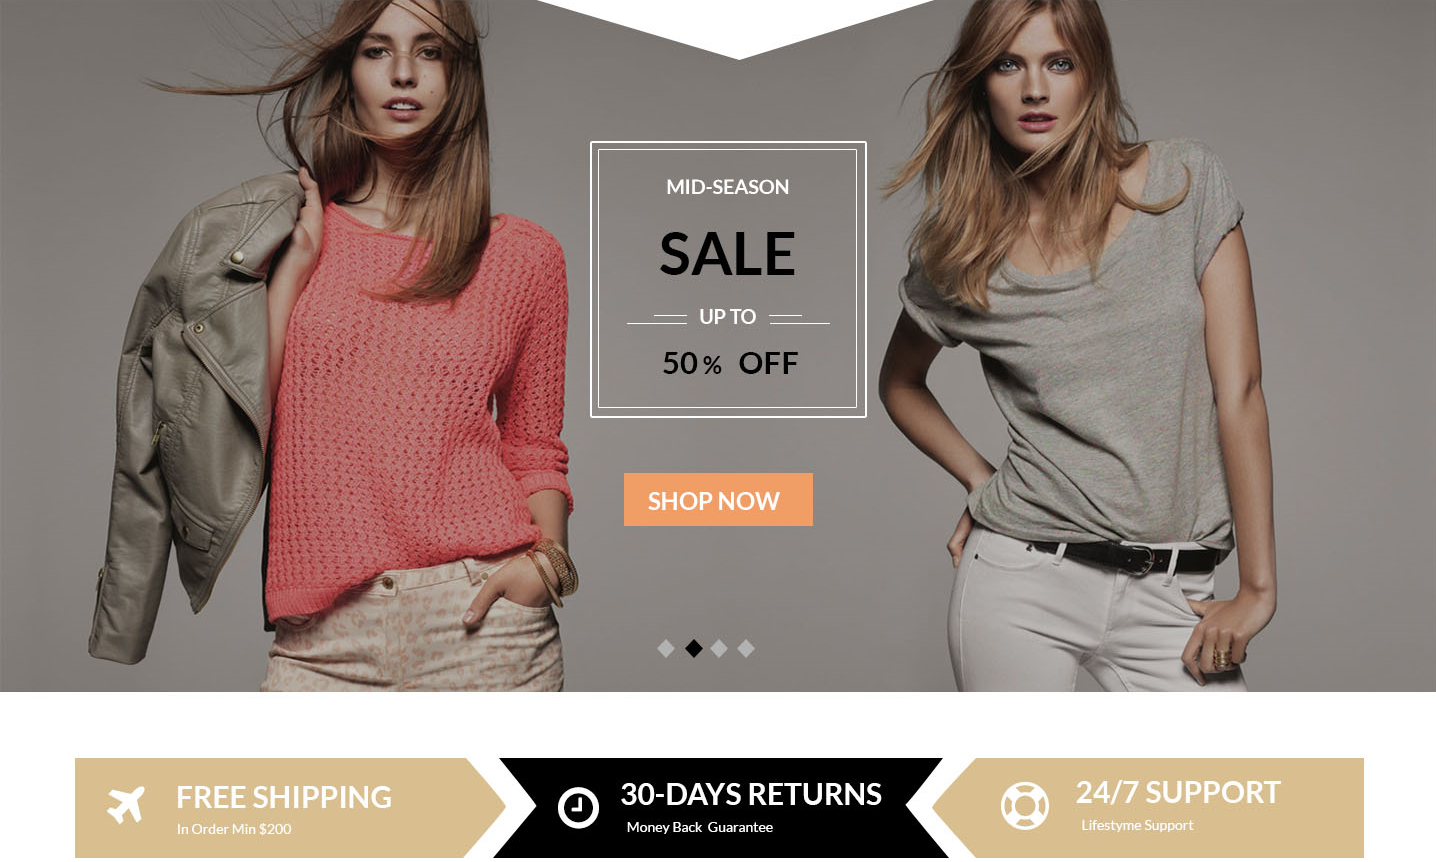 MID-SEASON
SALE
UP TO
50 % OFF
SHOP NOW
FREE SHIPPING
In Order Min $200
30-DAYS RETURNS
Money Back Guarantee
24/7 SUPPORT
Lifestyme Support